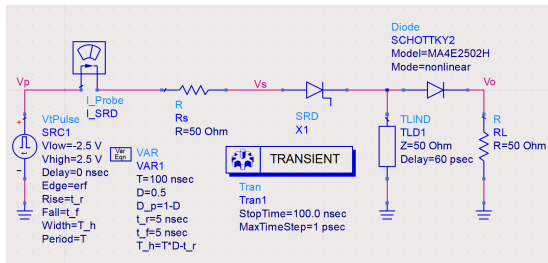 Diode
SCHOTTKY2
Model=MA4E2502H
Mode=nonlinear
Vp
I_Probe
I_SRD
R
Rs
R=50 Ohm
Vs
SRD
X1
Vo
VtPulse
SRC1
Vlow=-2.5 V
Vhigh=2.5 V
Delay=0 nsec
Edge=erf
Rise=t_r
Fall=t_f
Width=T_h
Period=T
Var
Eqn
VAR
VAR1
T=100 nsec
D=0.5
D_p=1-D
t_r=5 nsec
t_f=5 nsec
T_h=T*D-t_r
TRANSIENT
Tran
Tran1
StopTime=100.0 nsec
MaxTimeStep=1 psec
TLIND
TLD1
Z=50 Ohm
Delay=60 psec
R
RL
R=50 Ohm